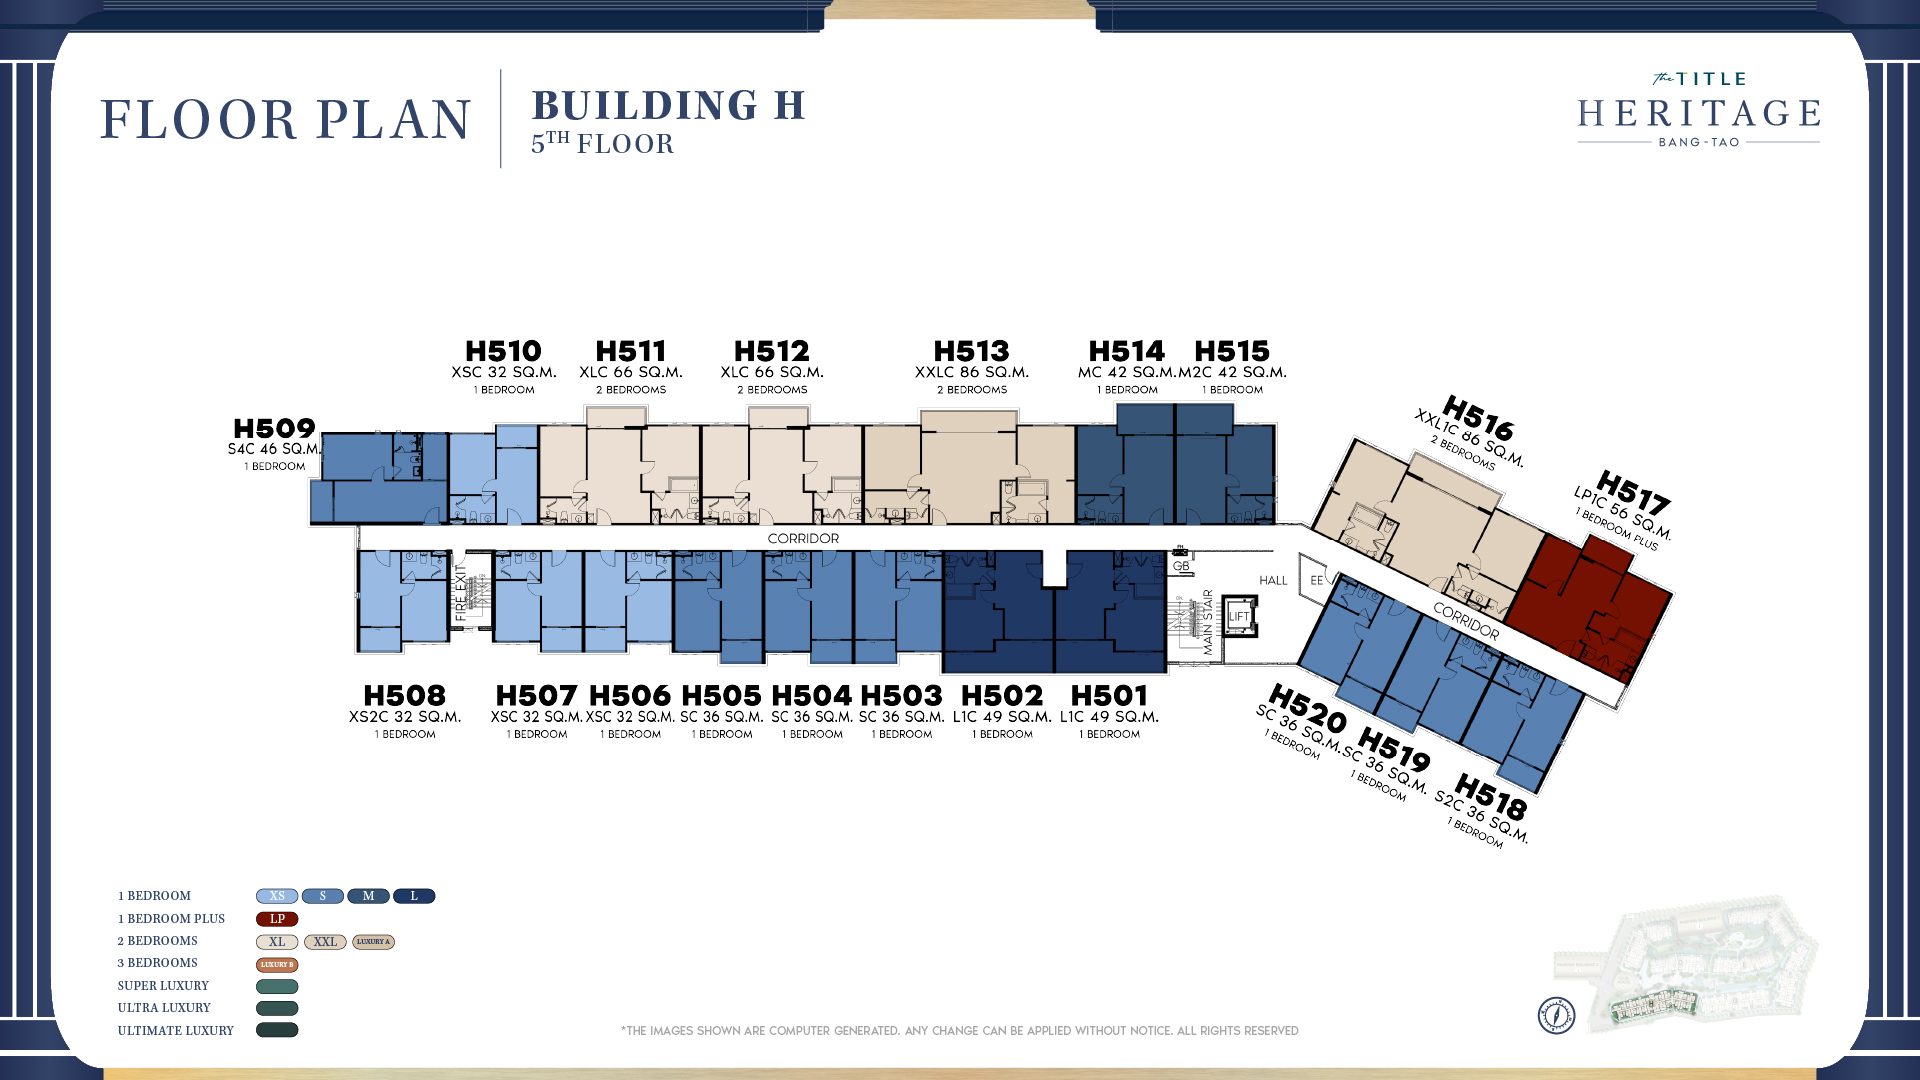 FLOOR PLAN
BUILDING H
5TH FLOOR
the TITLE
HERITAGE
BANG-TAO
H509
S4C 46 SQ.M.
1 BEDROOM
H510
XSC 32 SQ.M.
1 BEDROOM
H511
XLC 66 SQ.M.
2 BEDROOMS
H512
XLC 66 SQ.M.
2 BEDROOMS
H513
XXLC 86 SQ.M.
2 BEDROOMS
H514
MC 42 SQ.M.
1 BEDROOM
H515
M2C 42 SQ.M.
1 BEDROOM
H516
XXL1C 86 SQ.M.
2 BEDROOMS
H517
LP1C 56 SQ.M.
1 BEDROOM PLUS
CORRIDOR
FIRE EXIT
GB
HALL
EE
MAIN STAIR
LIFT
CORRIDOR
H508
XS2C 32 SQ.M.
1 BEDROOM
H507
XSC 32 SQ.M.
1 BEDROOM
H506
XSC 32 SQ.M.
1 BEDROOM
H505
SC 36 SQ.M.
1 BEDROOM
H504
SC 36 SQ.M.
1 BEDROOM
H503
SC 36 SQ.M.
1 BEDROOM
H502
L1C 49 SQ.M.
1 BEDROOM
H501
L1C 49 SQ.M.
1 BEDROOM
H520
SC 36 SQ.M.
1 BEDROOM
H519
SC 36 SQ.M.
1 BEDROOM
H518
S2C 36 SQ.M.
1 BEDROOM
1 BEDROOM XS S M L
1 BEDROOM PLUS LP
2 BEDROOMS XL XXL LUXURY A
3 BEDROOMS LUXURY B
SUPER LUXURY
ULTRA LUXURY
ULTIMATE LUXURY
*THE IMAGES SHOWN ARE COMPUTER GENERATED. ANY CHANGE CAN BE APPLIED WITHOUT NOTICE. ALL RIGHTS RESERVED